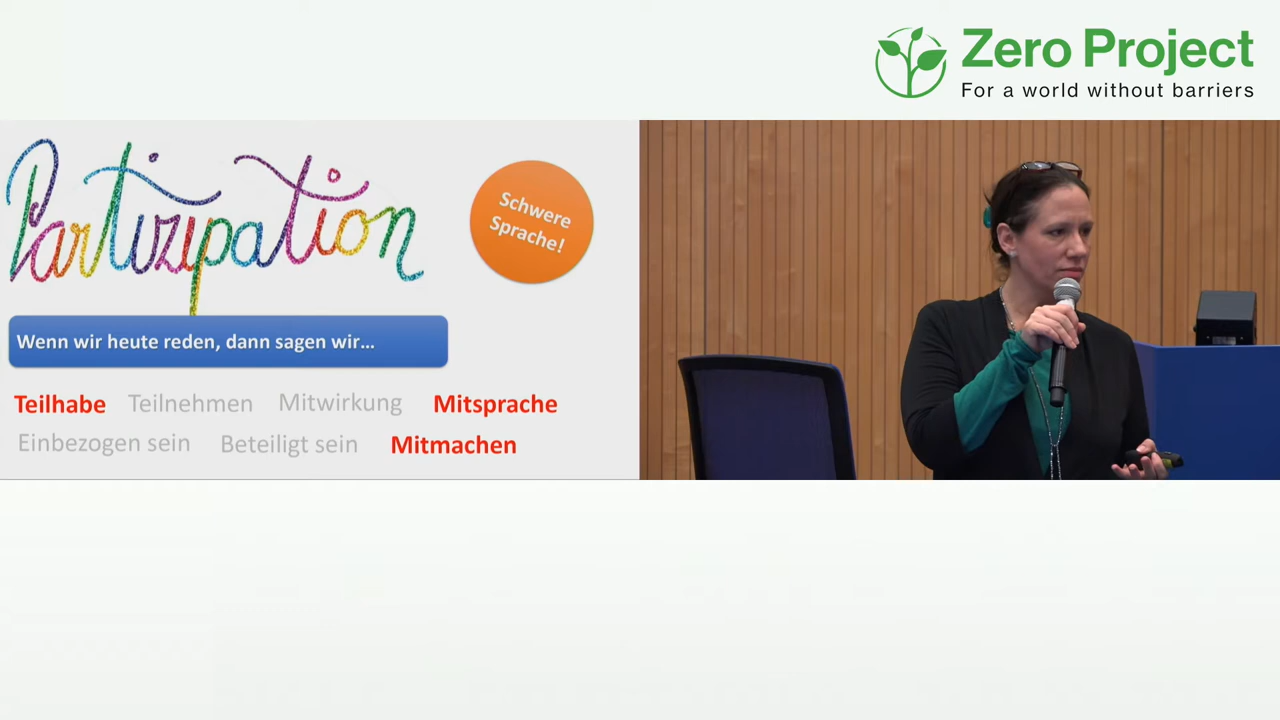 Zero Project
For a world without barriers
Partizipation
Schwere
Sprache!
Wenn wir heute reden, dann sagen wir...
Teilhabe Teilnehmen Mitwirkung Mitsprache
Einbezogen sein Beteiligt sein Mitmachen